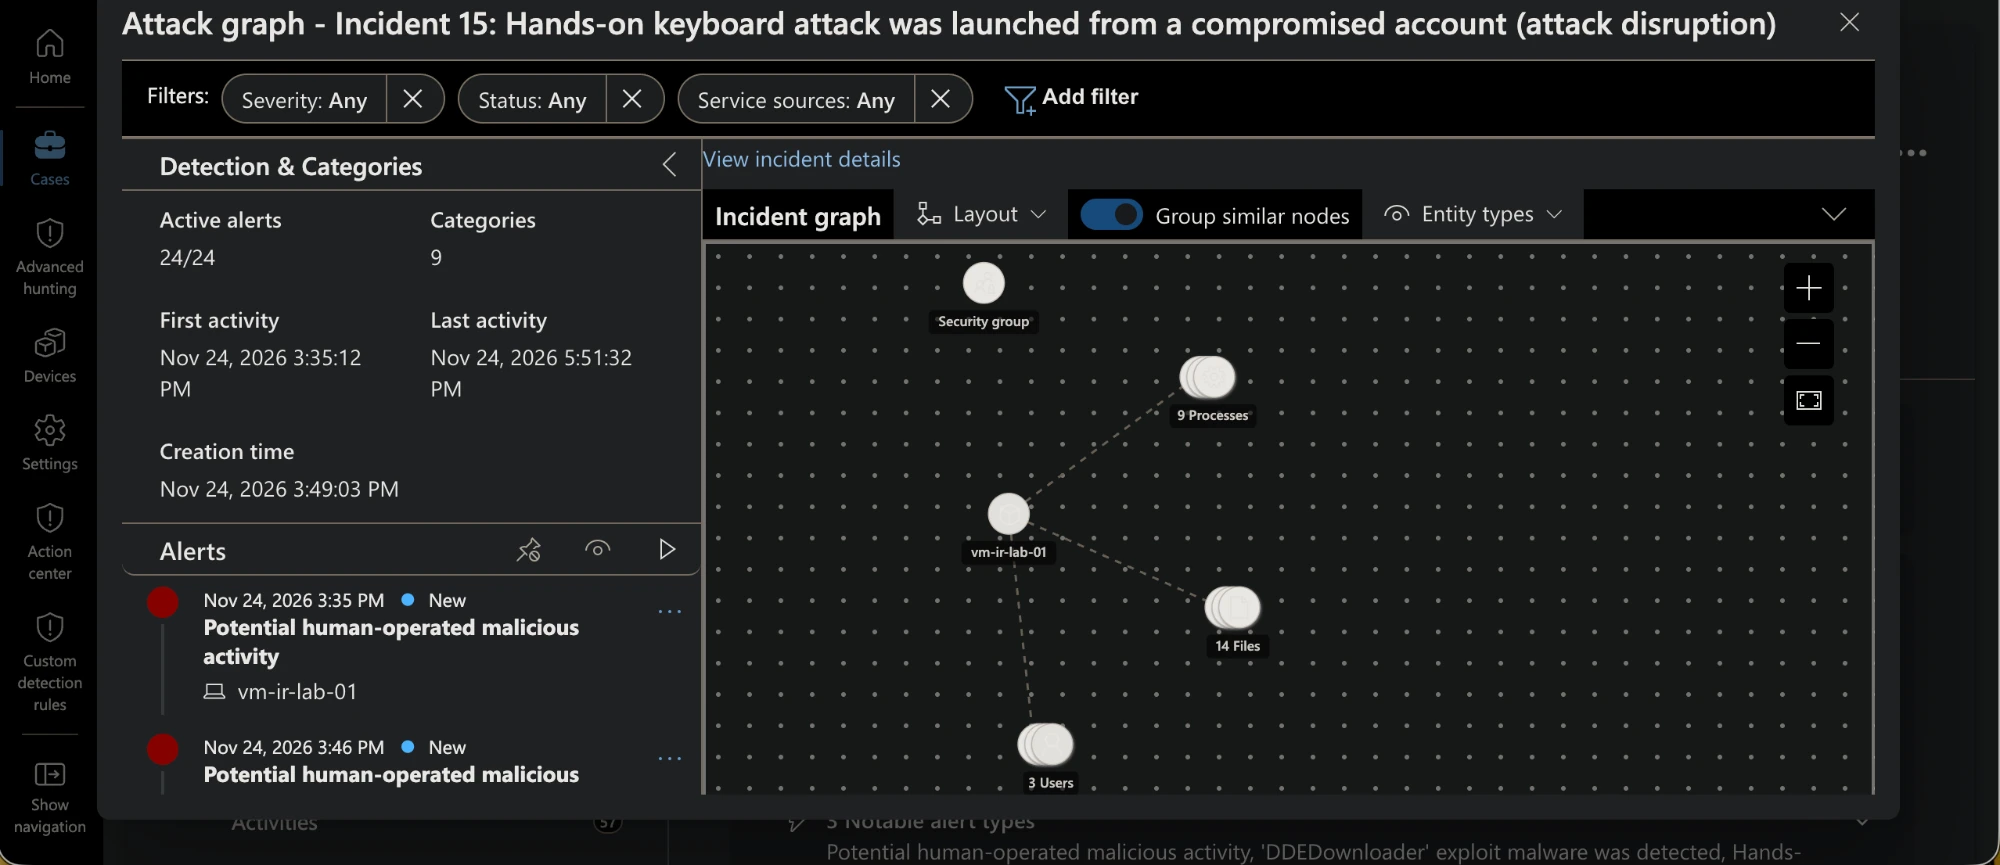 Attack graph - Incident 15: Hands-on keyboard attack was launched from a compromised account (attack disruption)
Home
Cases
Advanced
hunting
Devices
Settings
Action
center
Custom
detection
rules
Show
navigation
Filters:
Severity: Any
Status: Any
Service sources: Any
Add filter
Detection & Categories
Active alerts
Categories
24/24
9
First activity
Last activity
Nov 24, 2026 3:35:12
PM
Nov 24, 2026 5:51:32
PM
Creation time
Nov 24, 2026 3:49:03 PM
Alerts
Nov 24, 2026 3:35 PM
New
Potential human-operated malicious
activity
vm-ir-lab-01
Nov 24, 2026 3:46 PM
New
Potential human-operated malicious
View incident details
Incident graph
Layout
Group similar nodes
Entity types
Security group
9 Processes
vm-ir-lab-01
14 Files
3 Users
Activities
57
3 Notable alert types
Potential human-operated malicious activity, 'DDEDownloader' exploit malware was detected, Hands-